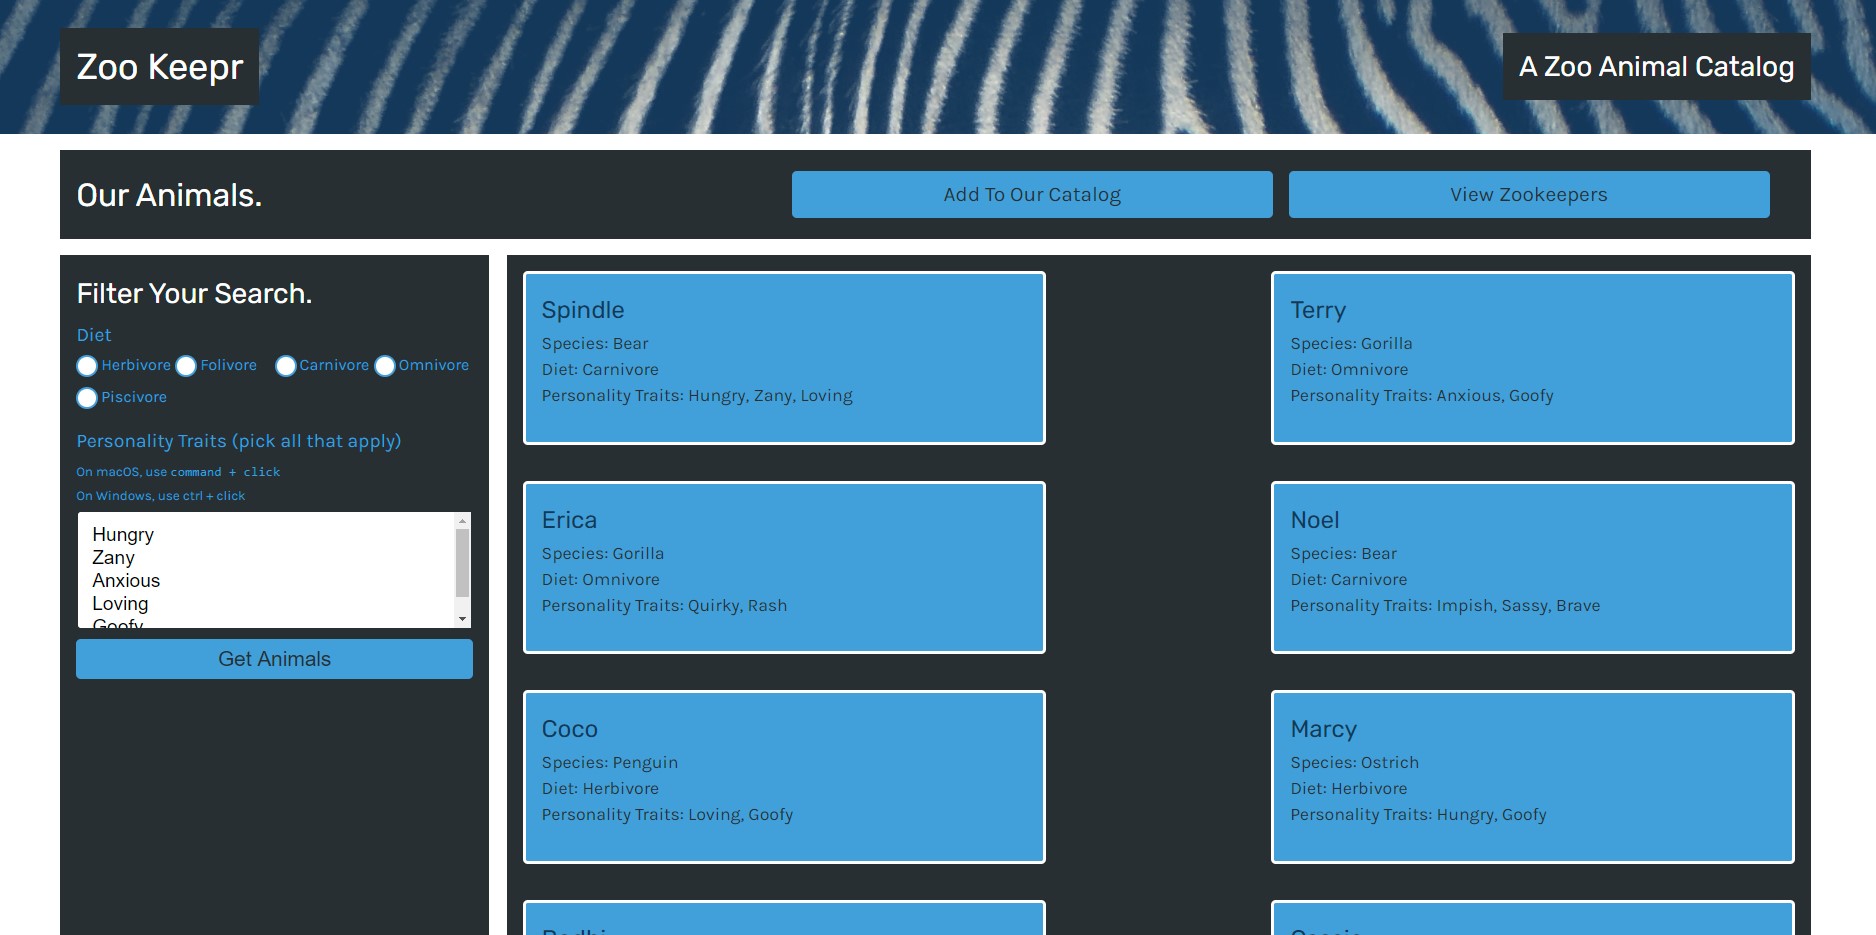 Zoo Keepr
A Zoo Animal Catalog
Our Animals.
Add To Our Catalog
View Zookeepers
Filter Your Search.
Diet
Herbivore Folivore Carnivore Omnivore
Piscivore
Personality Traits (pick all that apply)
On macOS, use command + click
On Windows, use ctrl + click
Hungry
Zany
Anxious
Loving
Goofy
Get Animals
Spindle
Species: Bear
Diet: Carnivore
Personality Traits: Hungry, Zany, Loving
Terry
Species: Gorilla
Diet: Omnivore
Personality Traits: Anxious, Goofy
Erica
Species: Gorilla
Diet: Omnivore
Personality Traits: Quirky, Rash
Noel
Species: Bear
Diet: Carnivore
Personality Traits: Impish, Sassy, Brave
Coco
Species: Penguin
Diet: Herbivore
Personality Traits: Loving, Goofy
Marcy
Species: Ostrich
Diet: Herbivore
Personality Traits: Hungry, Goofy